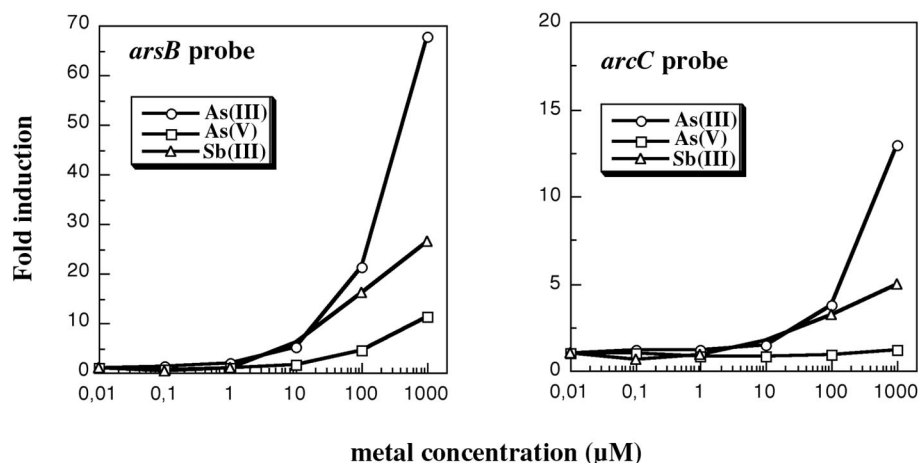 arsB probe
As(III)
As(V)
Sb(III)
Fold induction
70
60
50
40
30
20
10
0
0,01 0,1 1 10 100 1000
arcC probe
As(III)
As(V)
Sb(III)
20
15
10
5
0
0,01 0,1 1 10 100 1000
metal concentration (µM)